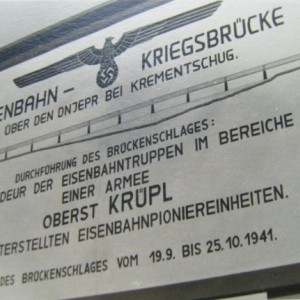 ENBAHN – KRIEGSBRÜCKE
ÜBER DEN DNJEPR BEI KREMENTSCHUG.
DURCHFÜHRUNG DES BRÜCKENSCHLAGES:
DEUR DER EISENBAHNTRUPPEN IM BEREICHE
EINER ARMEE
OBERST KRÜPL
TERSTELLTEN EISENBAHNPIONIEREINHEITEN.
DES BRÜCKENSCHLAGES VOM 19.9. BIS 25.10.1941.